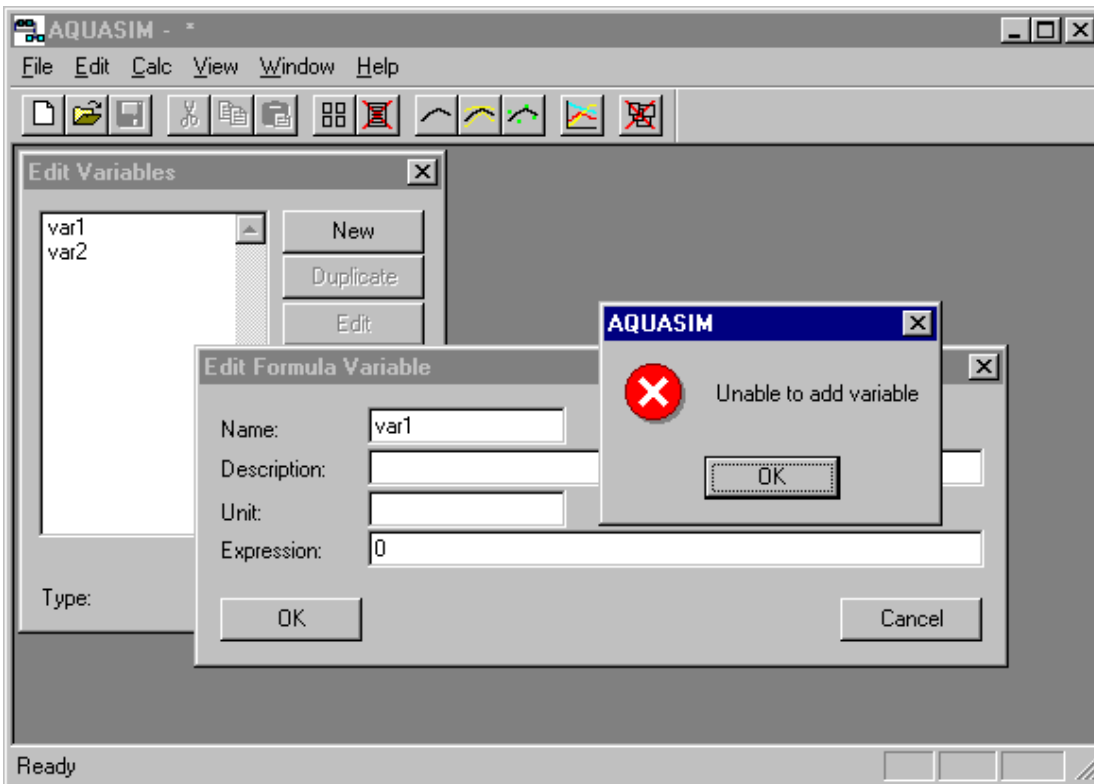 AQUASIM - *
File Edit Calc View Window Help
Edit Variables
var1
var2
New
Duplicate
Edit
Type:
Edit Formula Variable
Name: var1
Description:
Unit:
Expression: 0
OK
Cancel
AQUASIM
Unable to add variable
OK
Ready